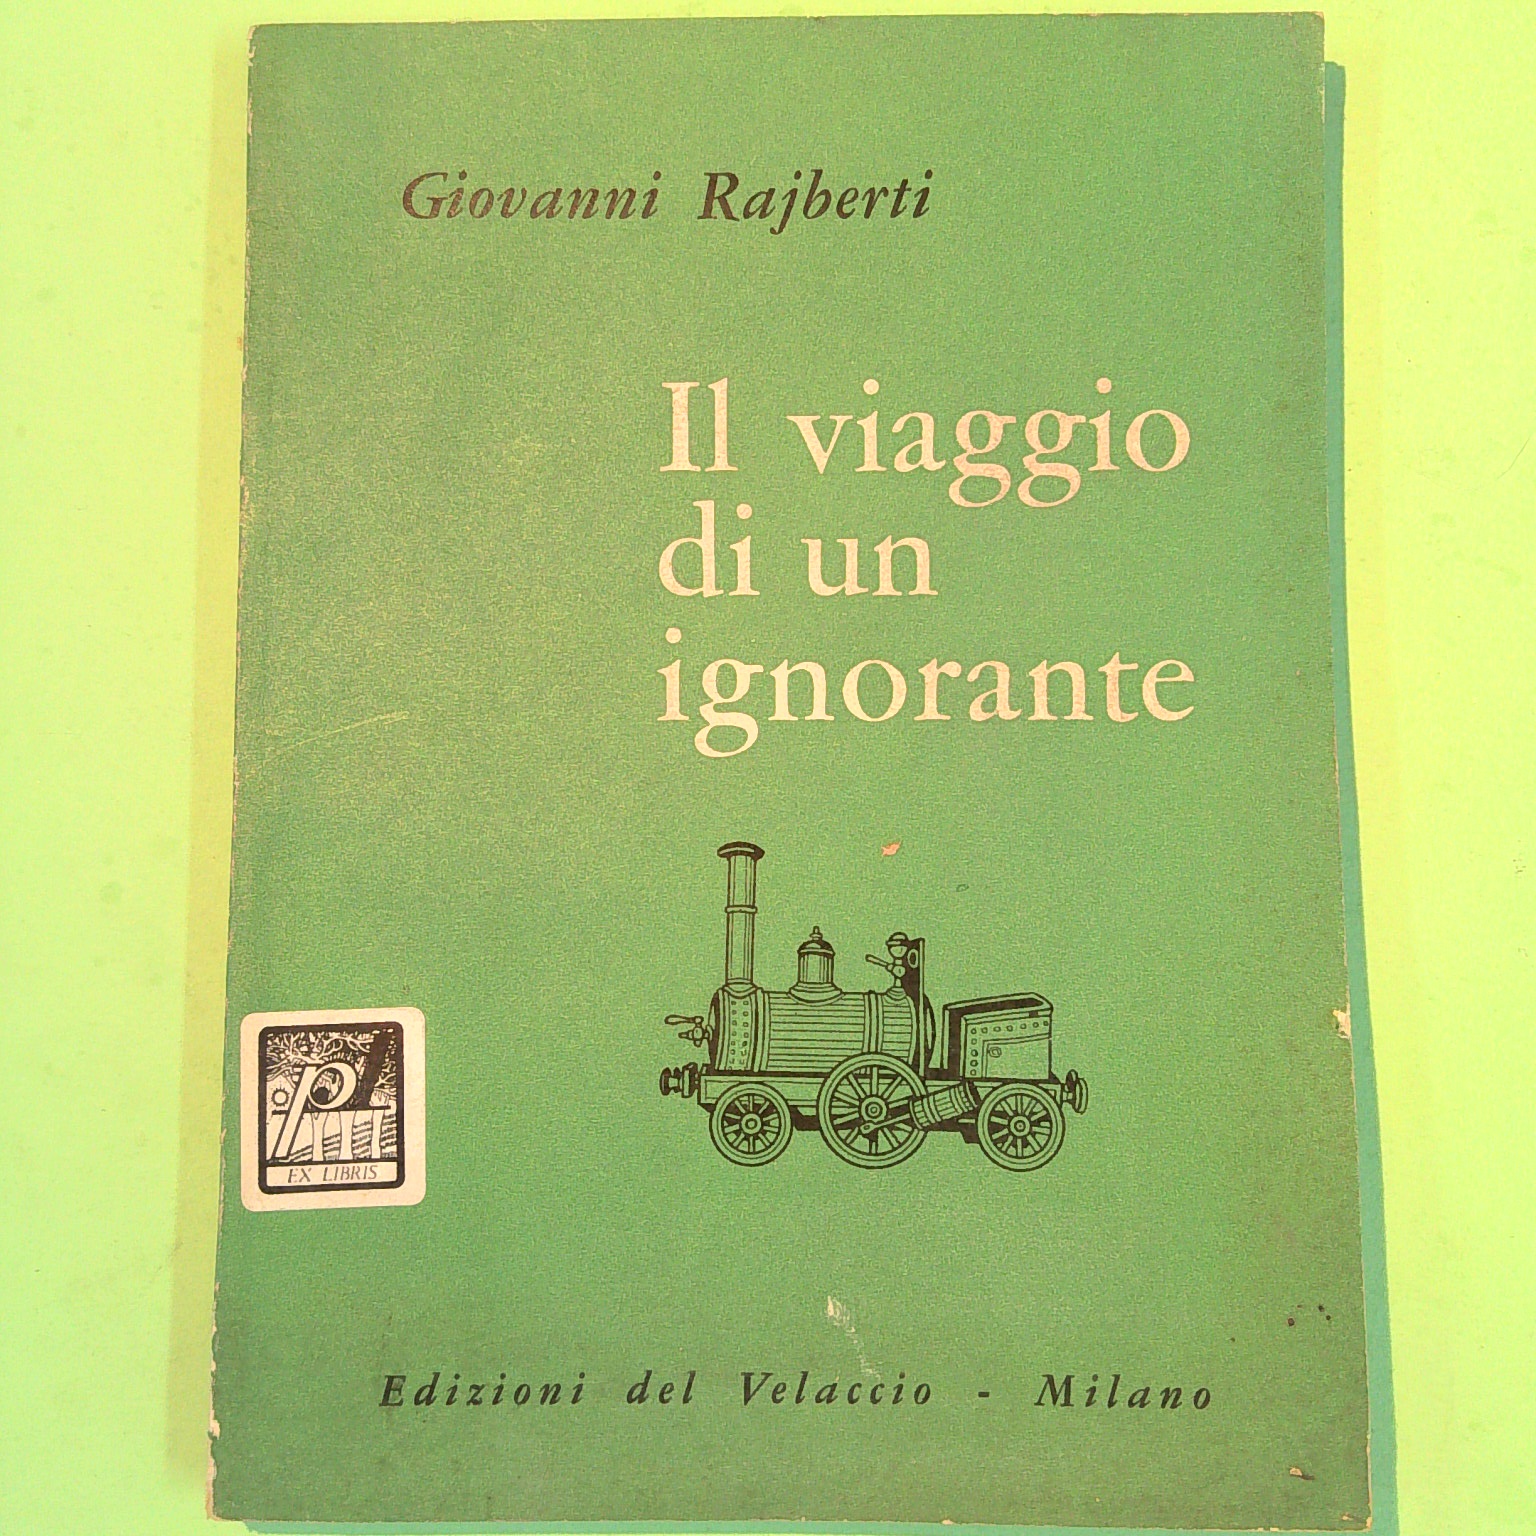 Giovanni Rajberti
Il viaggio
di un
ignorante
EX LIBRIS
Edizioni del Velaccio - Milano